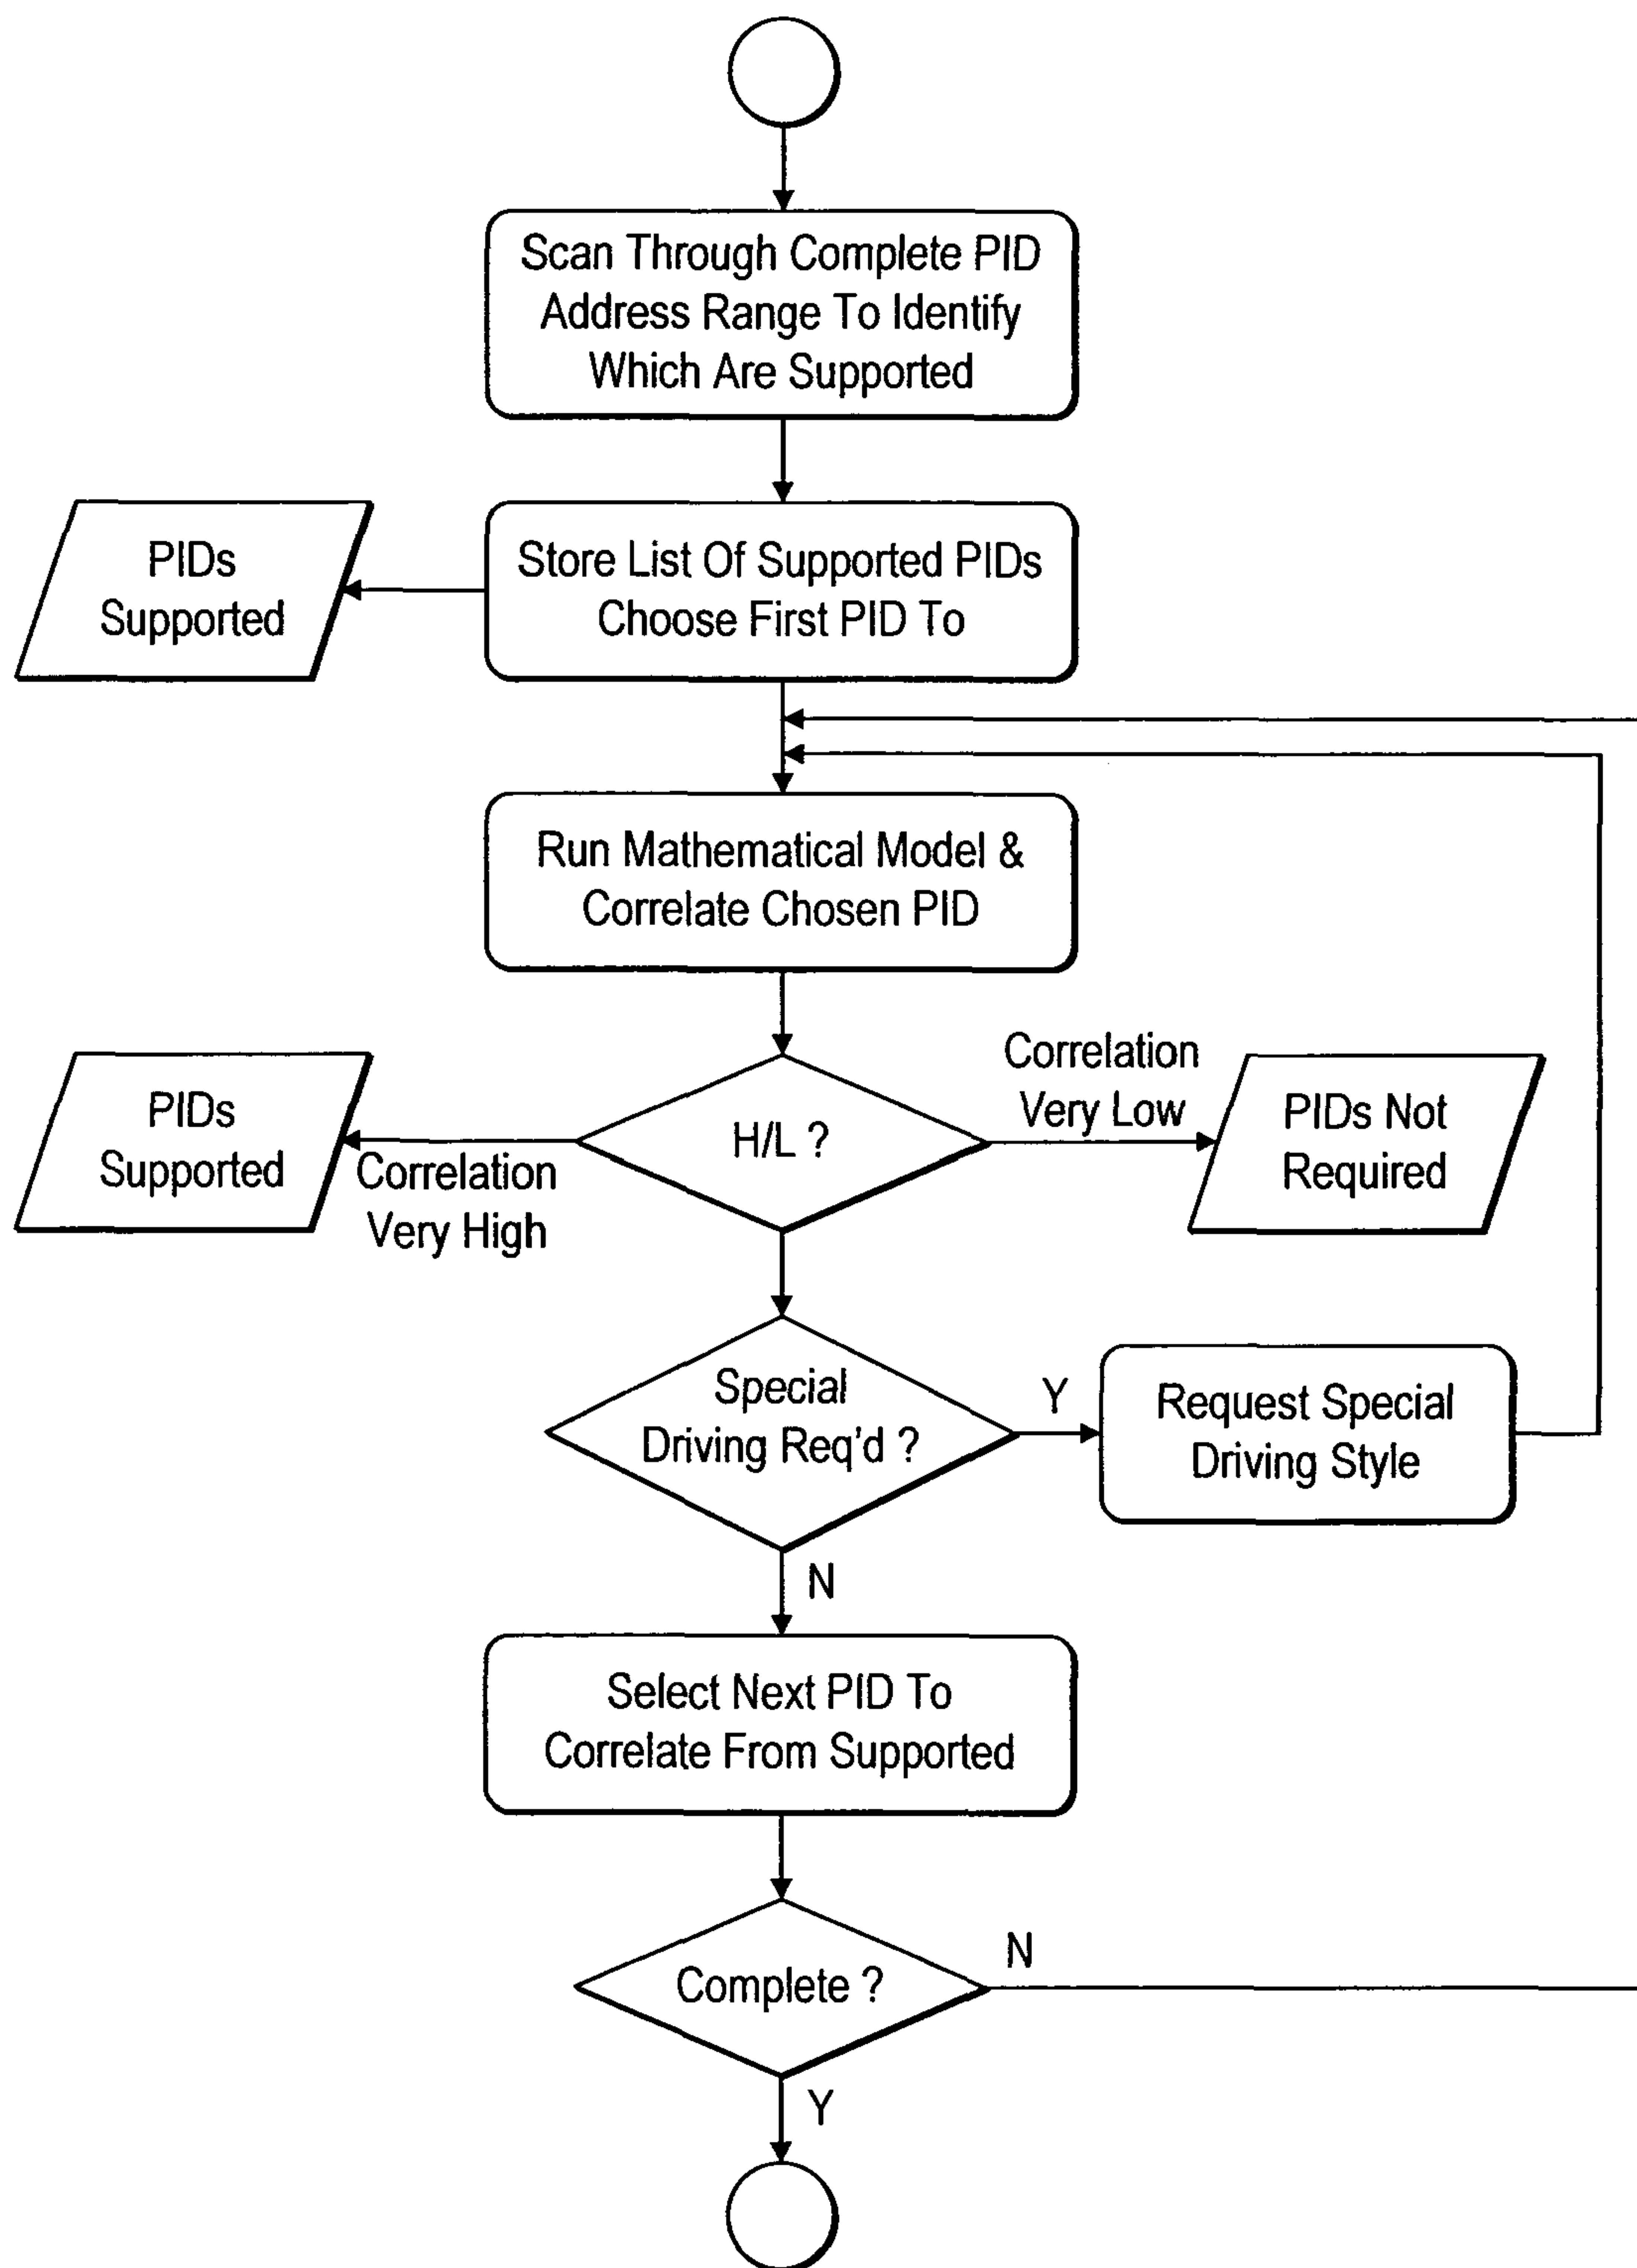 Scan Through Complete PID
Address Range To Identify
Which Are Supported
PIDs
Supported
Store List Of Supported PIDs
Choose First PID To
Run Mathematical Model &
Correlate Chosen PID
PIDs
Supported
Correlation
Very High
H/L ?
Correlation
Very Low
PIDs Not
Required
Special
Driving Req'd ?
Y
Request Special
Driving Style
N
Select Next PID To
Correlate From Supported
Complete ?
N
Y